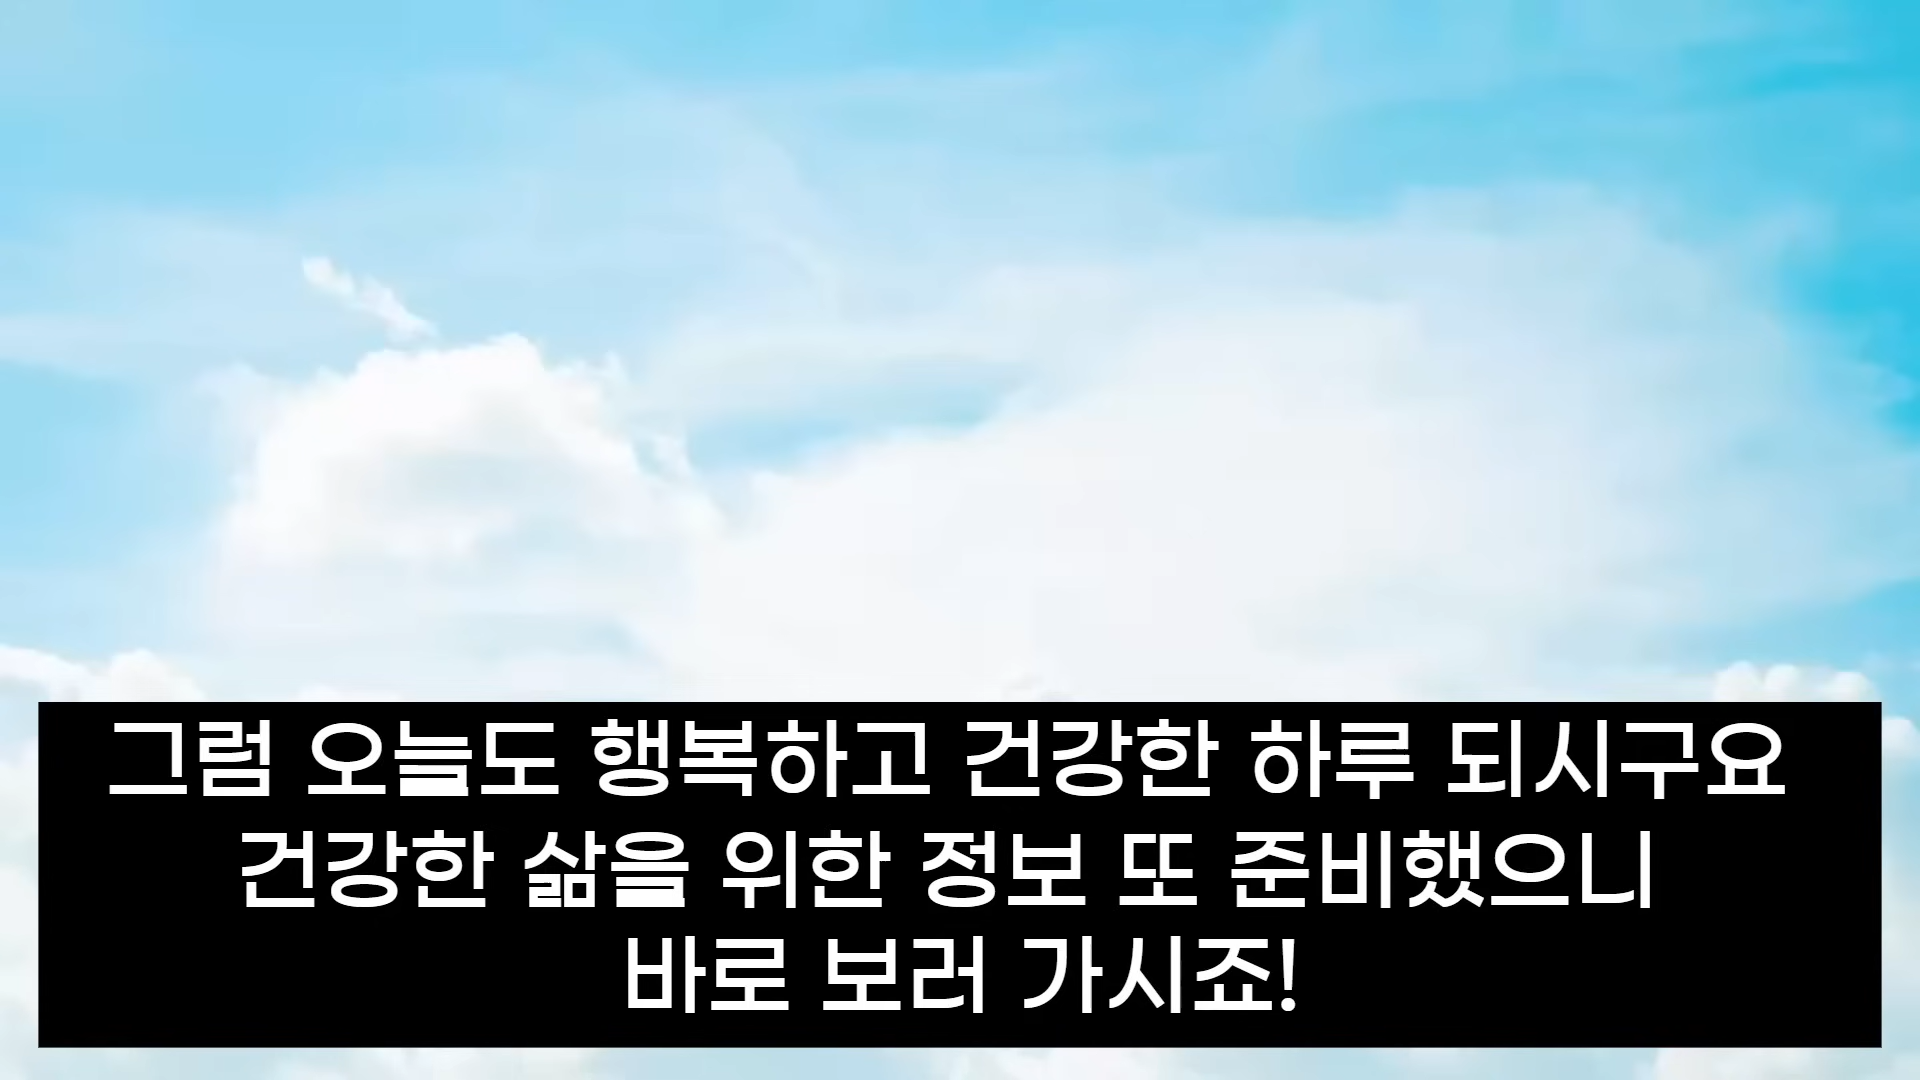 그럼 오늘도 행복하고 건강한 하루 되시구요
건강한 삶을 위한 정보 또 준비했으니
바로 보러 가시죠!